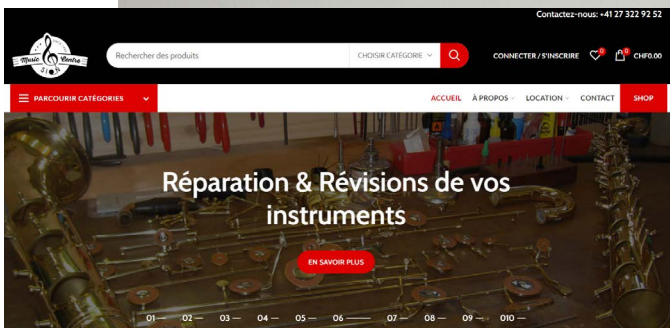 Contactez-nous: +41 27 322 92 52
Music Centre
SION
Rechercher des produits
CHOISIR CATÉGORIE
CONNECTER / S'INSCRIRE
0
0
CHF0.00
PARCOURIR CATÉGORIES
ACCUEIL
À PROPOS
LOCATION
CONTACT
SHOP
Réparation & Révisions de vos
instruments
EN SAVOIR PLUS
01 02 03 04 05 06 07 08 09 010